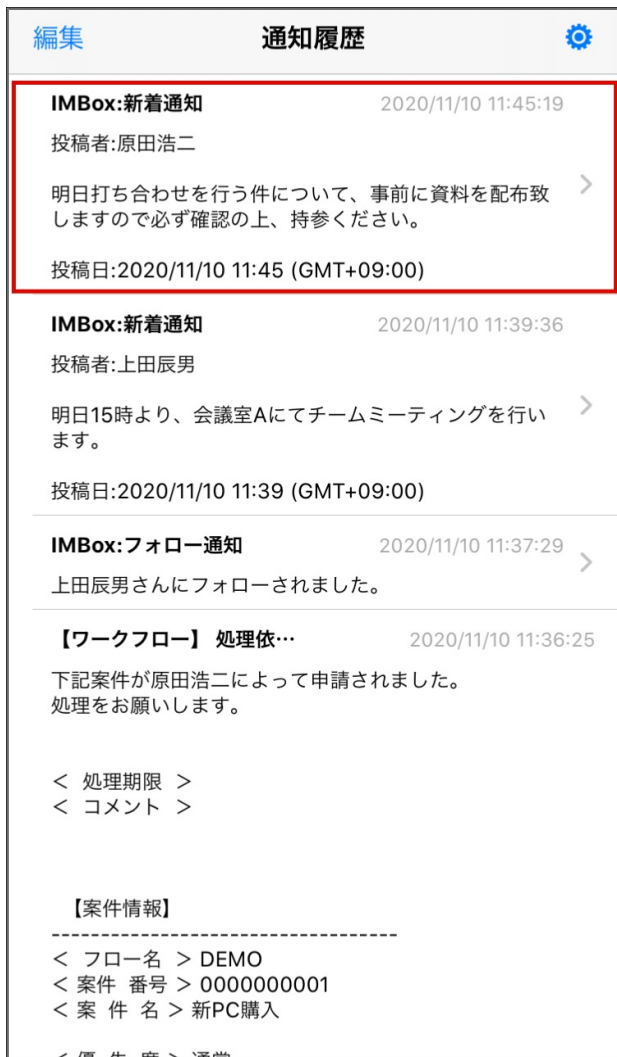 編集 通知履歴
IMBox:新着通知 2020/11/10 11:45:19
投稿者:原田浩二
明日打ち合わせを行う件について、事前に資料を配布致
しますので必ず確認の上、持参ください。
投稿日:2020/11/10 11:45 (GMT+09:00)
IMBox:新着通知 2020/11/10 11:39:36
投稿者:上田辰男
明日15時より、会議室Aにてチームミーティングを行い
ます。
投稿日:2020/11/10 11:39 (GMT+09:00)
IMBox:フォロー通知 2020/11/10 11:37:29
上田辰男さんにフォローされました。
【ワークフロー】 処理依… 2020/11/10 11:36:25
下記案件が原田浩二によって申請されました。
処理をお願いします。
＜ 処理期限 ＞
＜ コメント ＞
【案件情報】
-----------------------------------
＜ フロー名 ＞ DEMO
＜ 案件 番号 ＞ 0000000001
＜ 案 件 名 ＞ 新PC購入
＜ 優 先 度 ＞ 通常